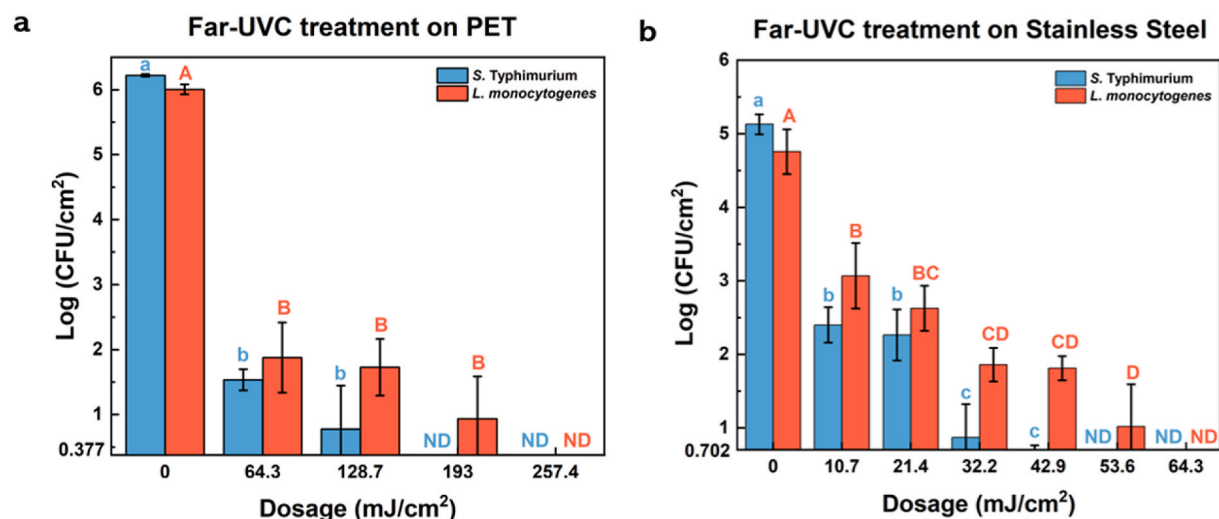 a
Far-UVC treatment on PET
Log (CFU/cm²)
6
5
4
3
2
1
0.377
a
A
S. Typhimurium
L. monocytogenes
b
B
b
B
ND
B
ND
ND
0
64.3
128.7
193
257.4
Dosage (mJ/cm²)
b
Far-UVC treatment on Stainless Steel
Log (CFU/cm²)
6
5
4
3
2
1
0.702
a
A
S. Typhimurium
L. monocytogenes
b
B
b
BC
c
CD
c
CD
ND
D
ND
ND
0
10.7
21.4
32.2
42.9
53.6
64.3
Dosage (mJ/cm²)